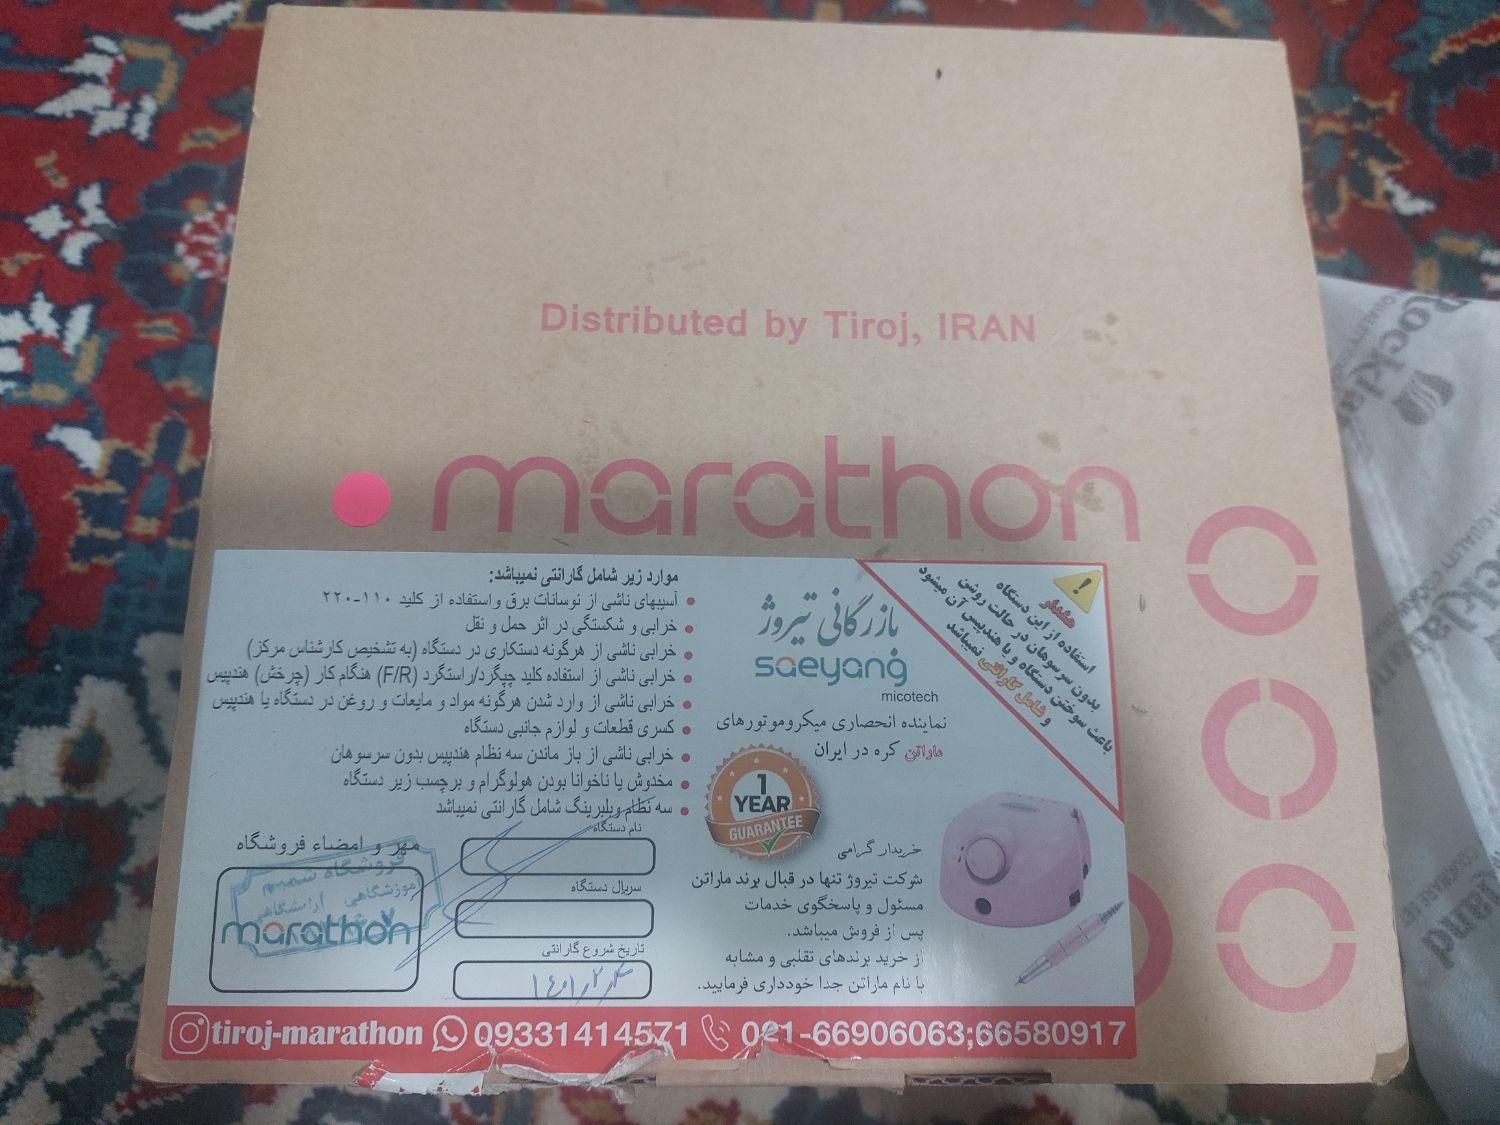 Distributed by Tiroj, IRAN
marathon
موارد زیر شامل گارانتی نمیباشد:
آسیبهای ناشی از نوسانات برق واستفاده از کلید ۱۱۰-۲۲۰
خرابی و شکستگی در اثر حمل و نقل
خرابی ناشی از هرگونه دستکاری در دستگاه (به تشخیص کارشناس مرکز)
خرابی ناشی از استفاده کلید چپگرد/راستگرد (F/R) هنگام کار (چرخش) هندپیس
خرابی ناشی از وارد شدن هرگونه مواد و مایعات و روغن در دستگاه یا هندپیس
کسری قطعات و لوازم جانبی دستگاه
خرابی ناشی از باز ماندن سه نظام هندپیس بدون سرسوهان
مخدوش یا ناخوانا بودن هولوگرام و برچسب زیر دستگاه
سه نظام وبلبرینگ شامل گارانتی نمیباشد
نام دستگاه
سریال دستگاه
تاریخ شروع گارانتی
۱۴۰۱٫۲٫۴
مهر و امضاء فروشگاه
فروشگاه
آموزشگاهی آرایشگاهی
marathon
بازرگانی تیروژ
saeyang
micotech
نماینده انحصاری میکروموتورهای
ماراتن کره در ایران
1
YEAR
GUARANTEE
هشدار
استفاده از این دستگاه
بدون سرسوهان در حالت روشن
باعث سوختن دستگاه و یا هندپیس آن میشود
و شامل گارانتی نمیباشد
خریدار گرامی
شرکت تیروژ تنها در قبال برند ماراتن
مسئول و پاسخگوی خدمات
پس از فروش میباشد.
از خرید برندهای تقلبی و مشابه
با نام ماراتن جدا خودداری فرمایید.
tiroj-marathon 09331414571 021-66906063;66580917